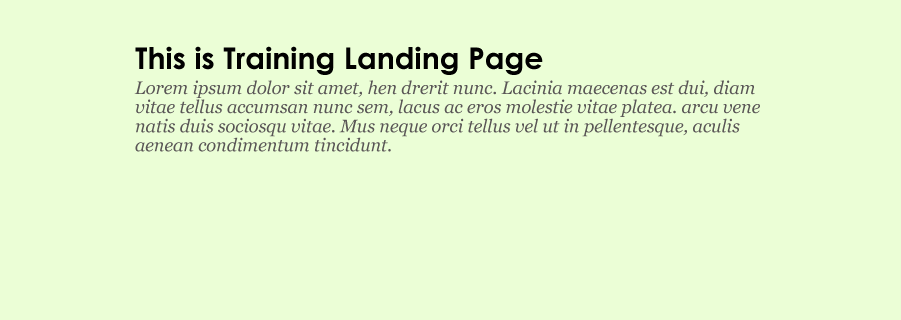 This is Training Landing Page
Lorem ipsum dolor sit amet, hen drerit nunc. Lacinia maecenas est dui, diam
vitae tellus accumsan nunc sem, lacus ac eros molestie vitae platea. arcu vene
natis duis sociosqu vitae. Mus neque orci tellus vel ut in pellentesque, aculis
aenean condimentum tincidunt.